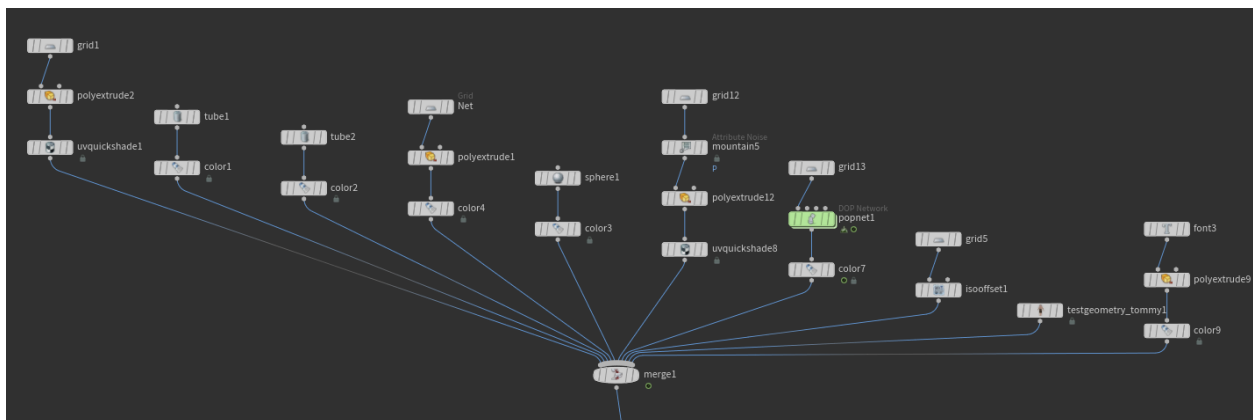 grid1
polyextrude2
uvquickshade1
tube1
color1
tube2
color2
Grid
Net
polyextrude1
color4
sphere1
color3
grid12
Attribute Noise
mountain5
P
polyextrude12
uvquickshade8
grid13
DOP Network
popnet1
color7
grid5
isooffset1
testgeometry_tommy1
font3
polyextrude9
color9
merge1